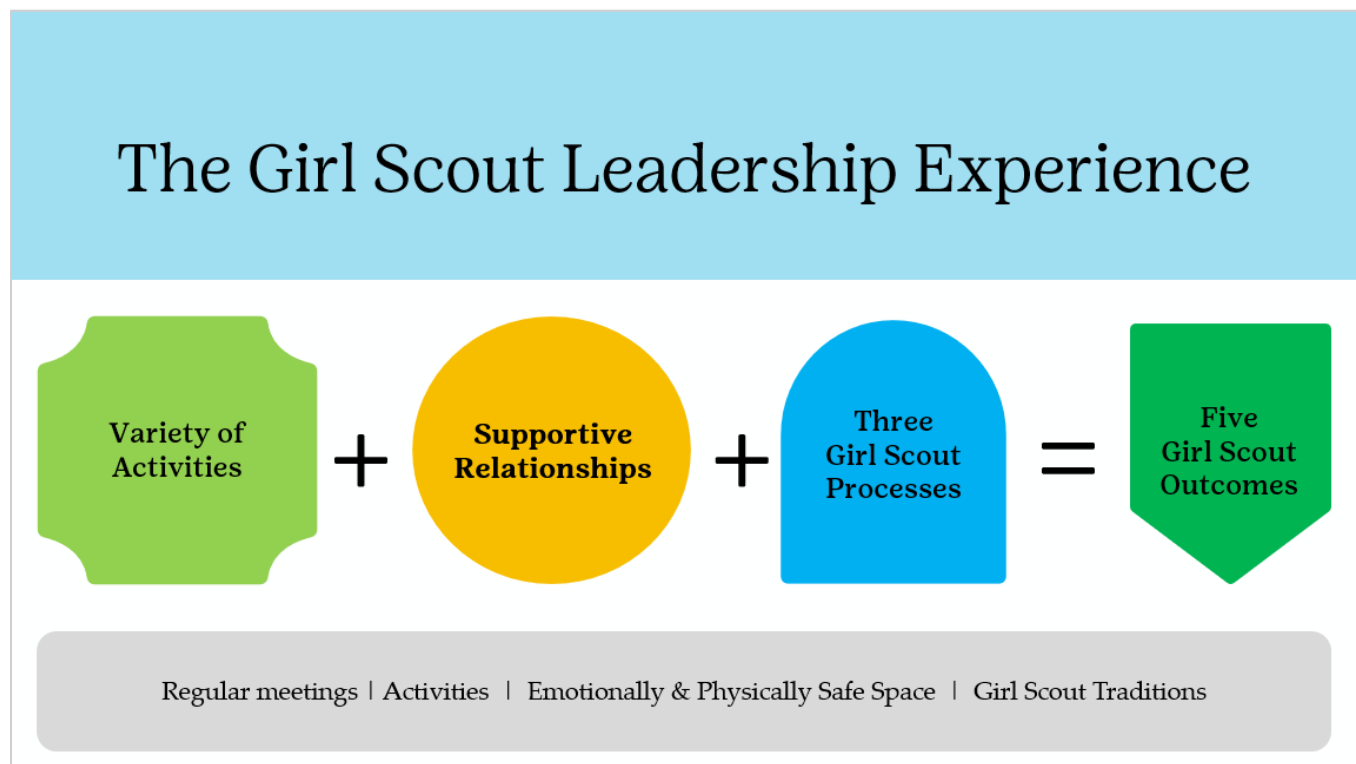 The Girl Scout Leadership Experience
Variety of
Activities
+
Supportive
Relationships
+
Three
Girl Scout
Processes
=
Five
Girl Scout
Outcomes
Regular meetings | Activities | Emotionally & Physically Safe Space | Girl Scout Traditions